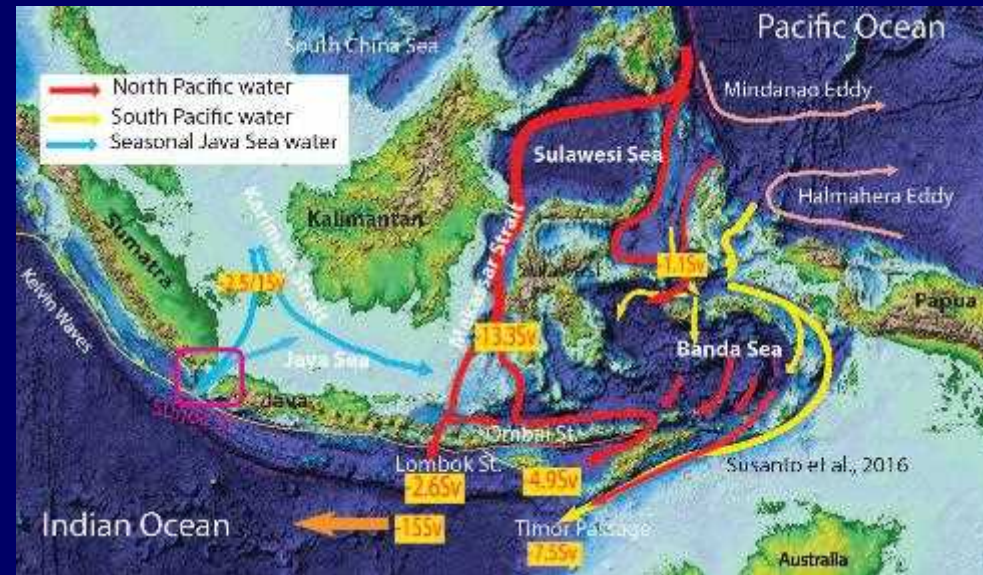 Pacific Ocean
South China Sea
North Pacific water
South Pacific water
Seasonal Java Sea water
Mindanao Eddy
Sulawesi Sea
Halmahera Eddy
Kalimantan
Sumatra
Karimata Strait
Makassar Strait
Kelvin Waves
-2.5/1Sv
-1.1Sv
Papua
-13.3Sv
Banda Sea
Java Sea
Java
Ombai St.
Lombok St.
Susanto et al., 2016
-2.6Sv
-4.9Sv
Indian Ocean
-15Sv
Timor Passage
-7.5Sv
Australia